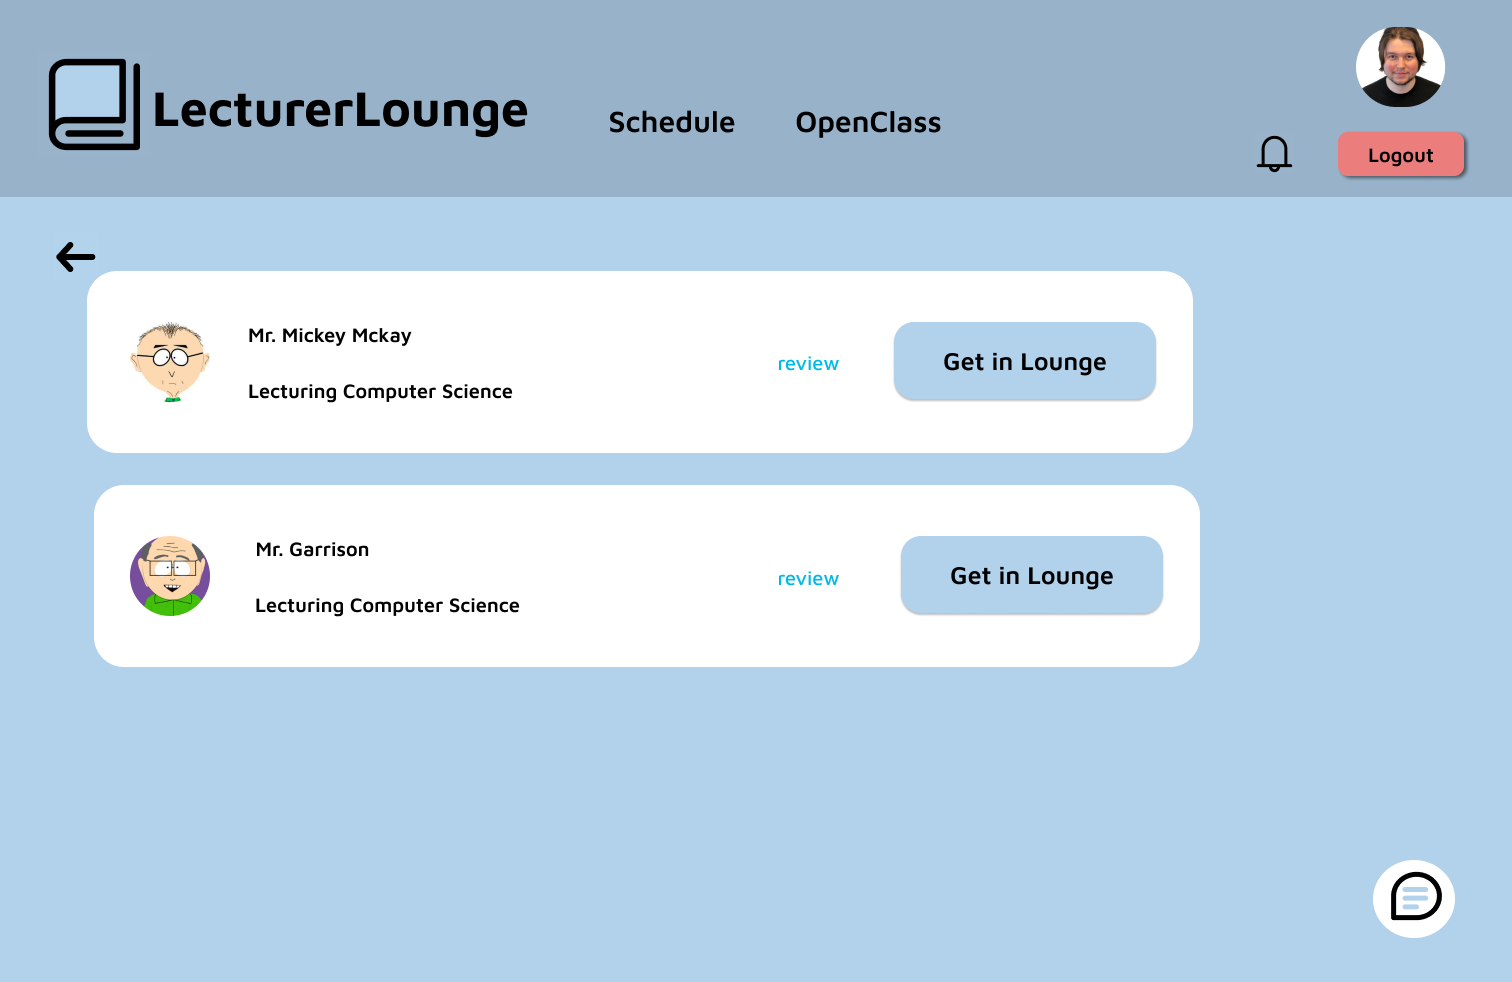 LecturerLounge
Schedule
OpenClass
Logout
Mr. Mickey Mckay
Lecturing Computer Science
review
Get in Lounge
Mr. Garrison
Lecturing Computer Science
review
Get in Lounge